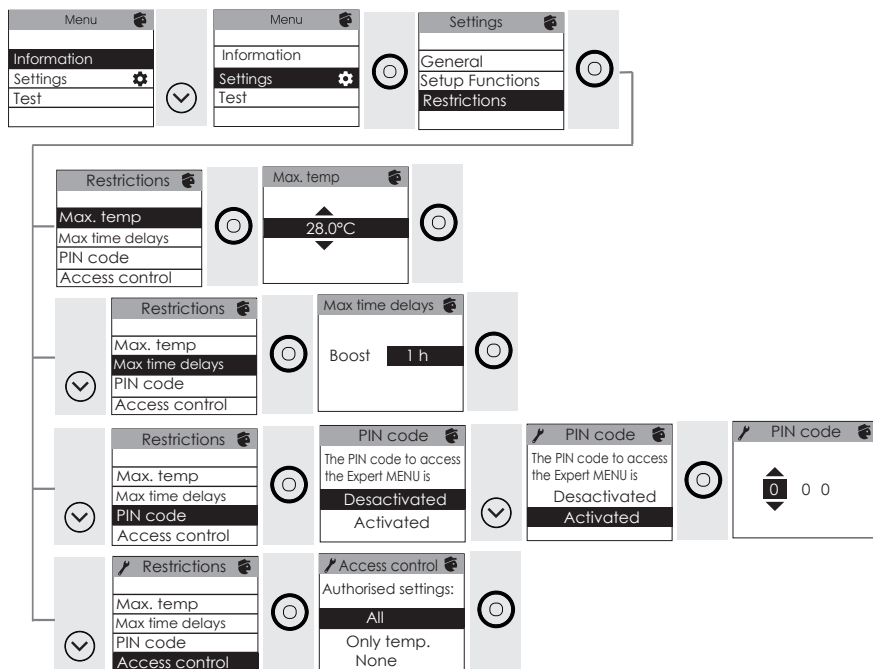 Menu
Information
Settings
Test
Menu
Information
Settings
Test
Settings
General
Setup Functions
Restrictions
Restrictions
Max. temp
Max time delays
PIN code
Access control
Max. temp
28.0°C
Restrictions
Max. temp
Max time delays
PIN code
Access control
Max time delays
Boost 1 h
Restrictions
Max. temp
Max time delays
PIN code
Access control
PIN code
The PIN code to access
the Expert MENU is
Desactivated
Activated
PIN code
The PIN code to access
the Expert MENU is
Desactivated
Activated
PIN code
0 0 0
Restrictions
Max. temp
Max time delays
PIN code
Access control
Access control
Authorised settings:
All
Only temp.
None